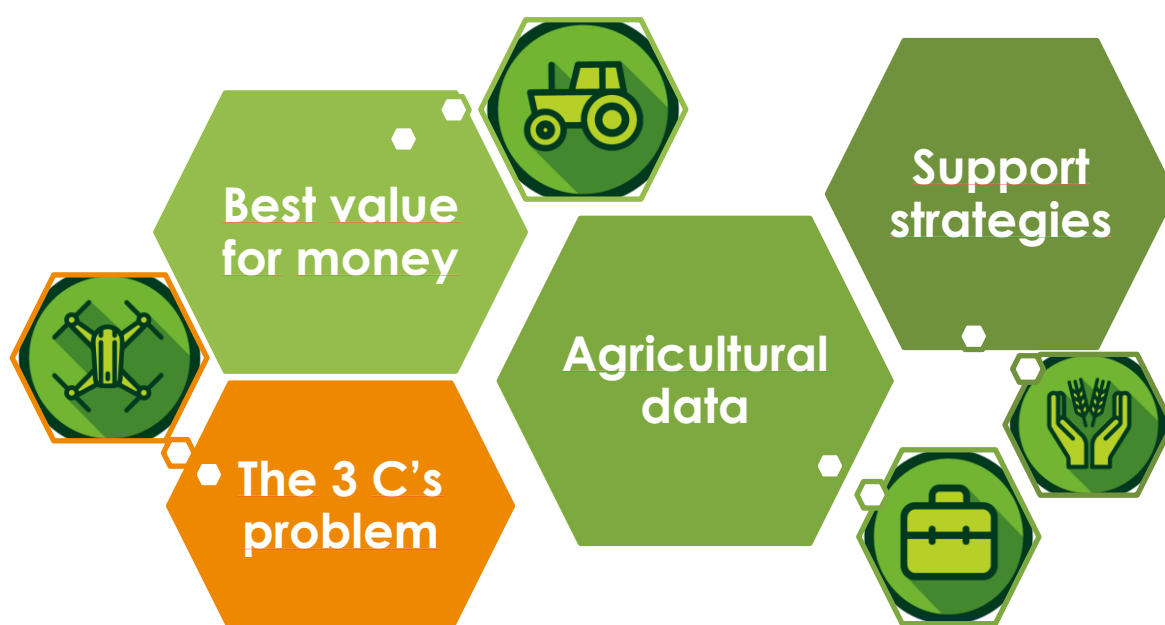 Best value
for money
The 3 C’s
problem
Agricultural
data
Support
strategies